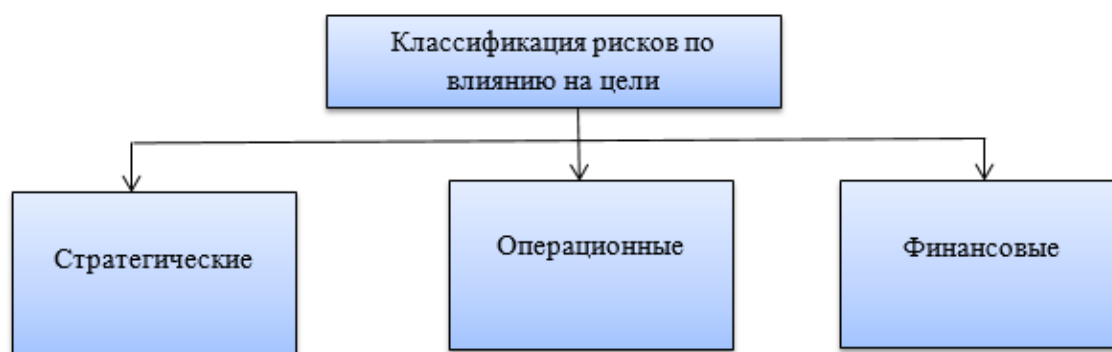 Классификация рисков по
влиянию на цели
Стратегические
Операционные
Финансовые